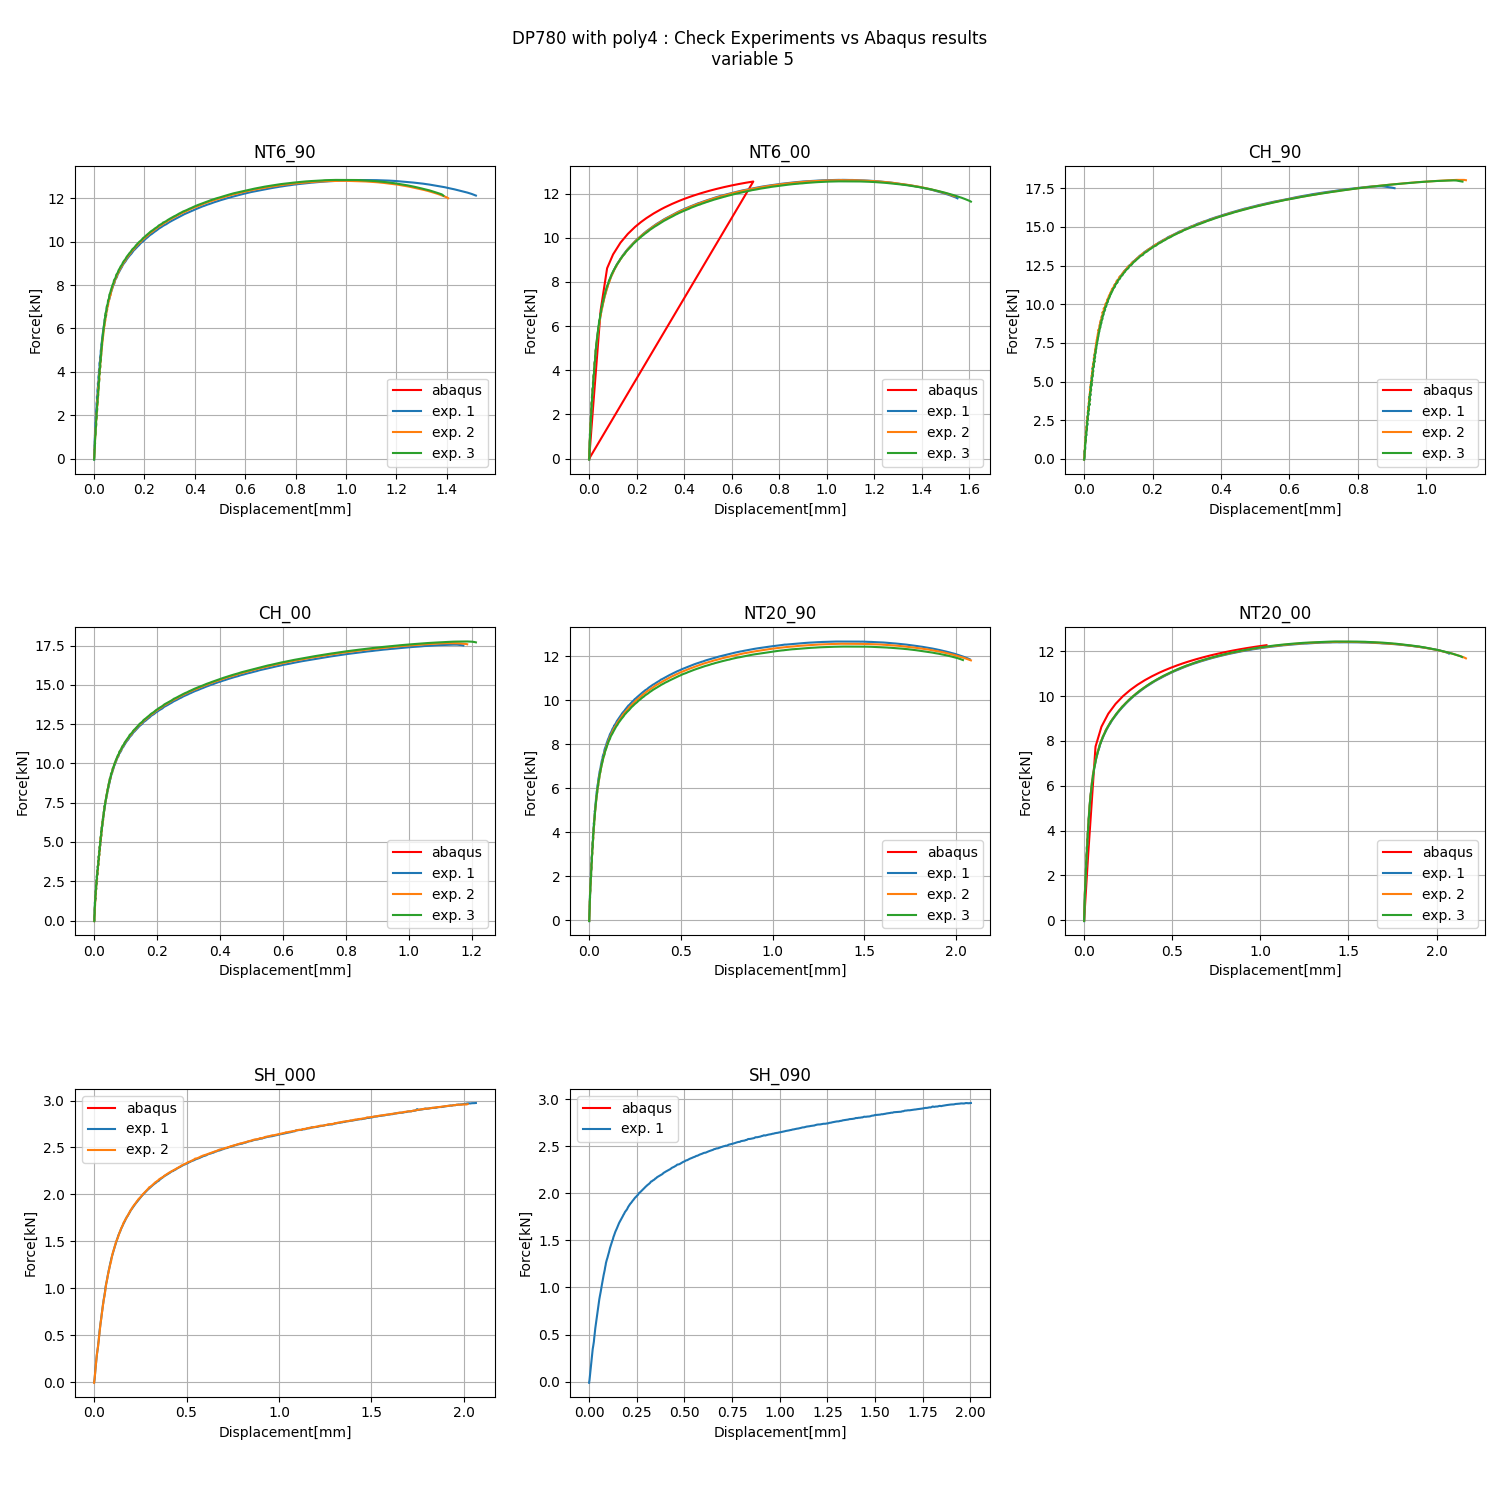 DP780 with poly4 : Check Experiments vs Abaqus results
variable 5
NT6_90
12
10
8
6
4
2
0
Force[kN]
0.0 0.2 0.4 0.6 0.8 1.0 1.2 1.4
Displacement[mm]
abaqus
exp. 1
exp. 2
exp. 3
NT6_00
12
10
8
6
4
2
0
Force[kN]
0.0 0.2 0.4 0.6 0.8 1.0 1.2 1.4 1.6
Displacement[mm]
abaqus
exp. 1
exp. 2
exp. 3
CH_90
17.5
15.0
12.5
10.0
7.5
5.0
2.5
0.0
Force[kN]
0.0 0.2 0.4 0.6 0.8 1.0
Displacement[mm]
abaqus
exp. 1
exp. 2
exp. 3
CH_00
17.5
15.0
12.5
10.0
7.5
5.0
2.5
0.0
Force[kN]
0.0 0.2 0.4 0.6 0.8 1.0 1.2
Displacement[mm]
abaqus
exp. 1
exp. 2
exp. 3
NT20_90
12
10
8
6
4
2
0
Force[kN]
0.0 0.5 1.0 1.5 2.0
Displacement[mm]
abaqus
exp. 1
exp. 2
exp. 3
NT20_00
12
10
8
6
4
2
0
Force[kN]
0.0 0.5 1.0 1.5 2.0
Displacement[mm]
abaqus
exp. 1
exp. 2
exp. 3
SH_000
3.0
2.5
2.0
1.5
1.0
0.5
0.0
Force[kN]
0.0 0.5 1.0 1.5 2.0
Displacement[mm]
abaqus
exp. 1
exp. 2
SH_090
3.0
2.5
2.0
1.5
1.0
0.5
0.0
Force[kN]
0.00 0.25 0.50 0.75 1.00 1.25 1.50 1.75 2.00
Displacement[mm]
abaqus
exp. 1